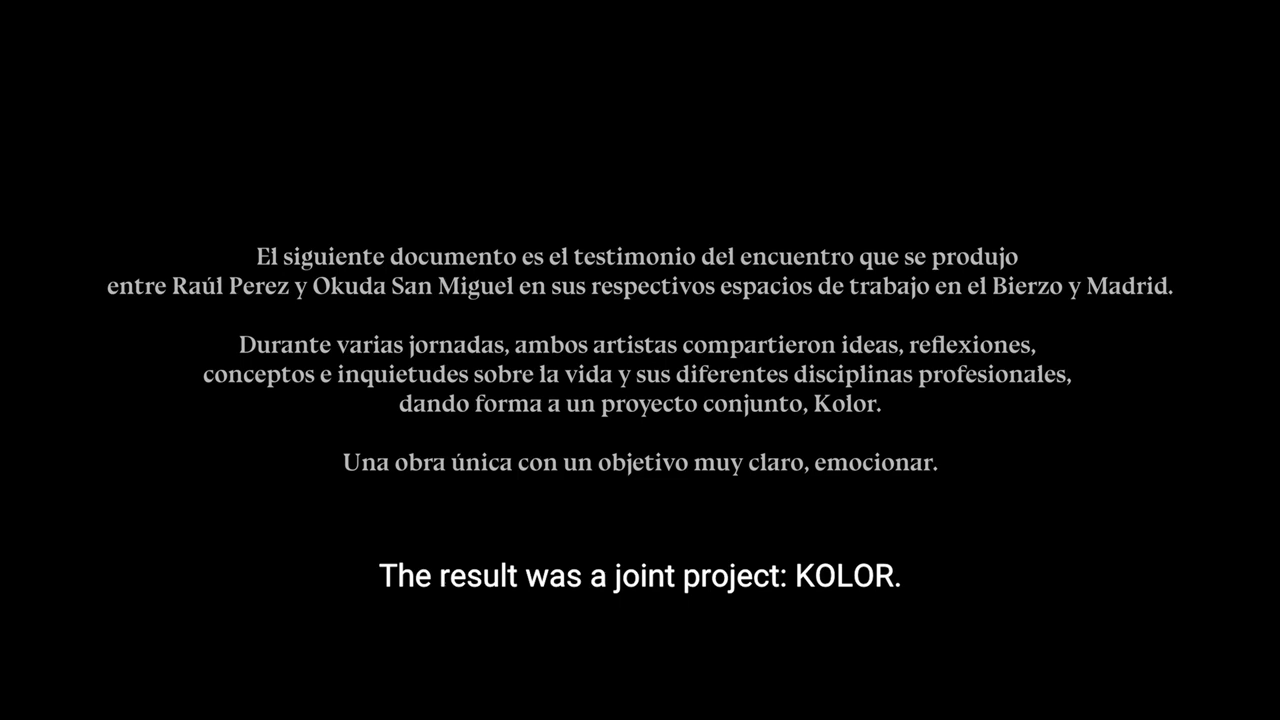 El siguiente documento es el testimonio del encuentro que se produjo
entre Raúl Perez y Okuda San Miguel en sus respectivos espacios de trabajo en el Bierzo y Madrid.
Durante varias jornadas, ambos artistas compartieron ideas, reflexiones,
conceptos e inquietudes sobre la vida y sus diferentes disciplinas profesionales,
dando forma a un proyecto conjunto, Kolor.
Una obra única con un objetivo muy claro, emocionar.
The result was a joint project: KOLOR.